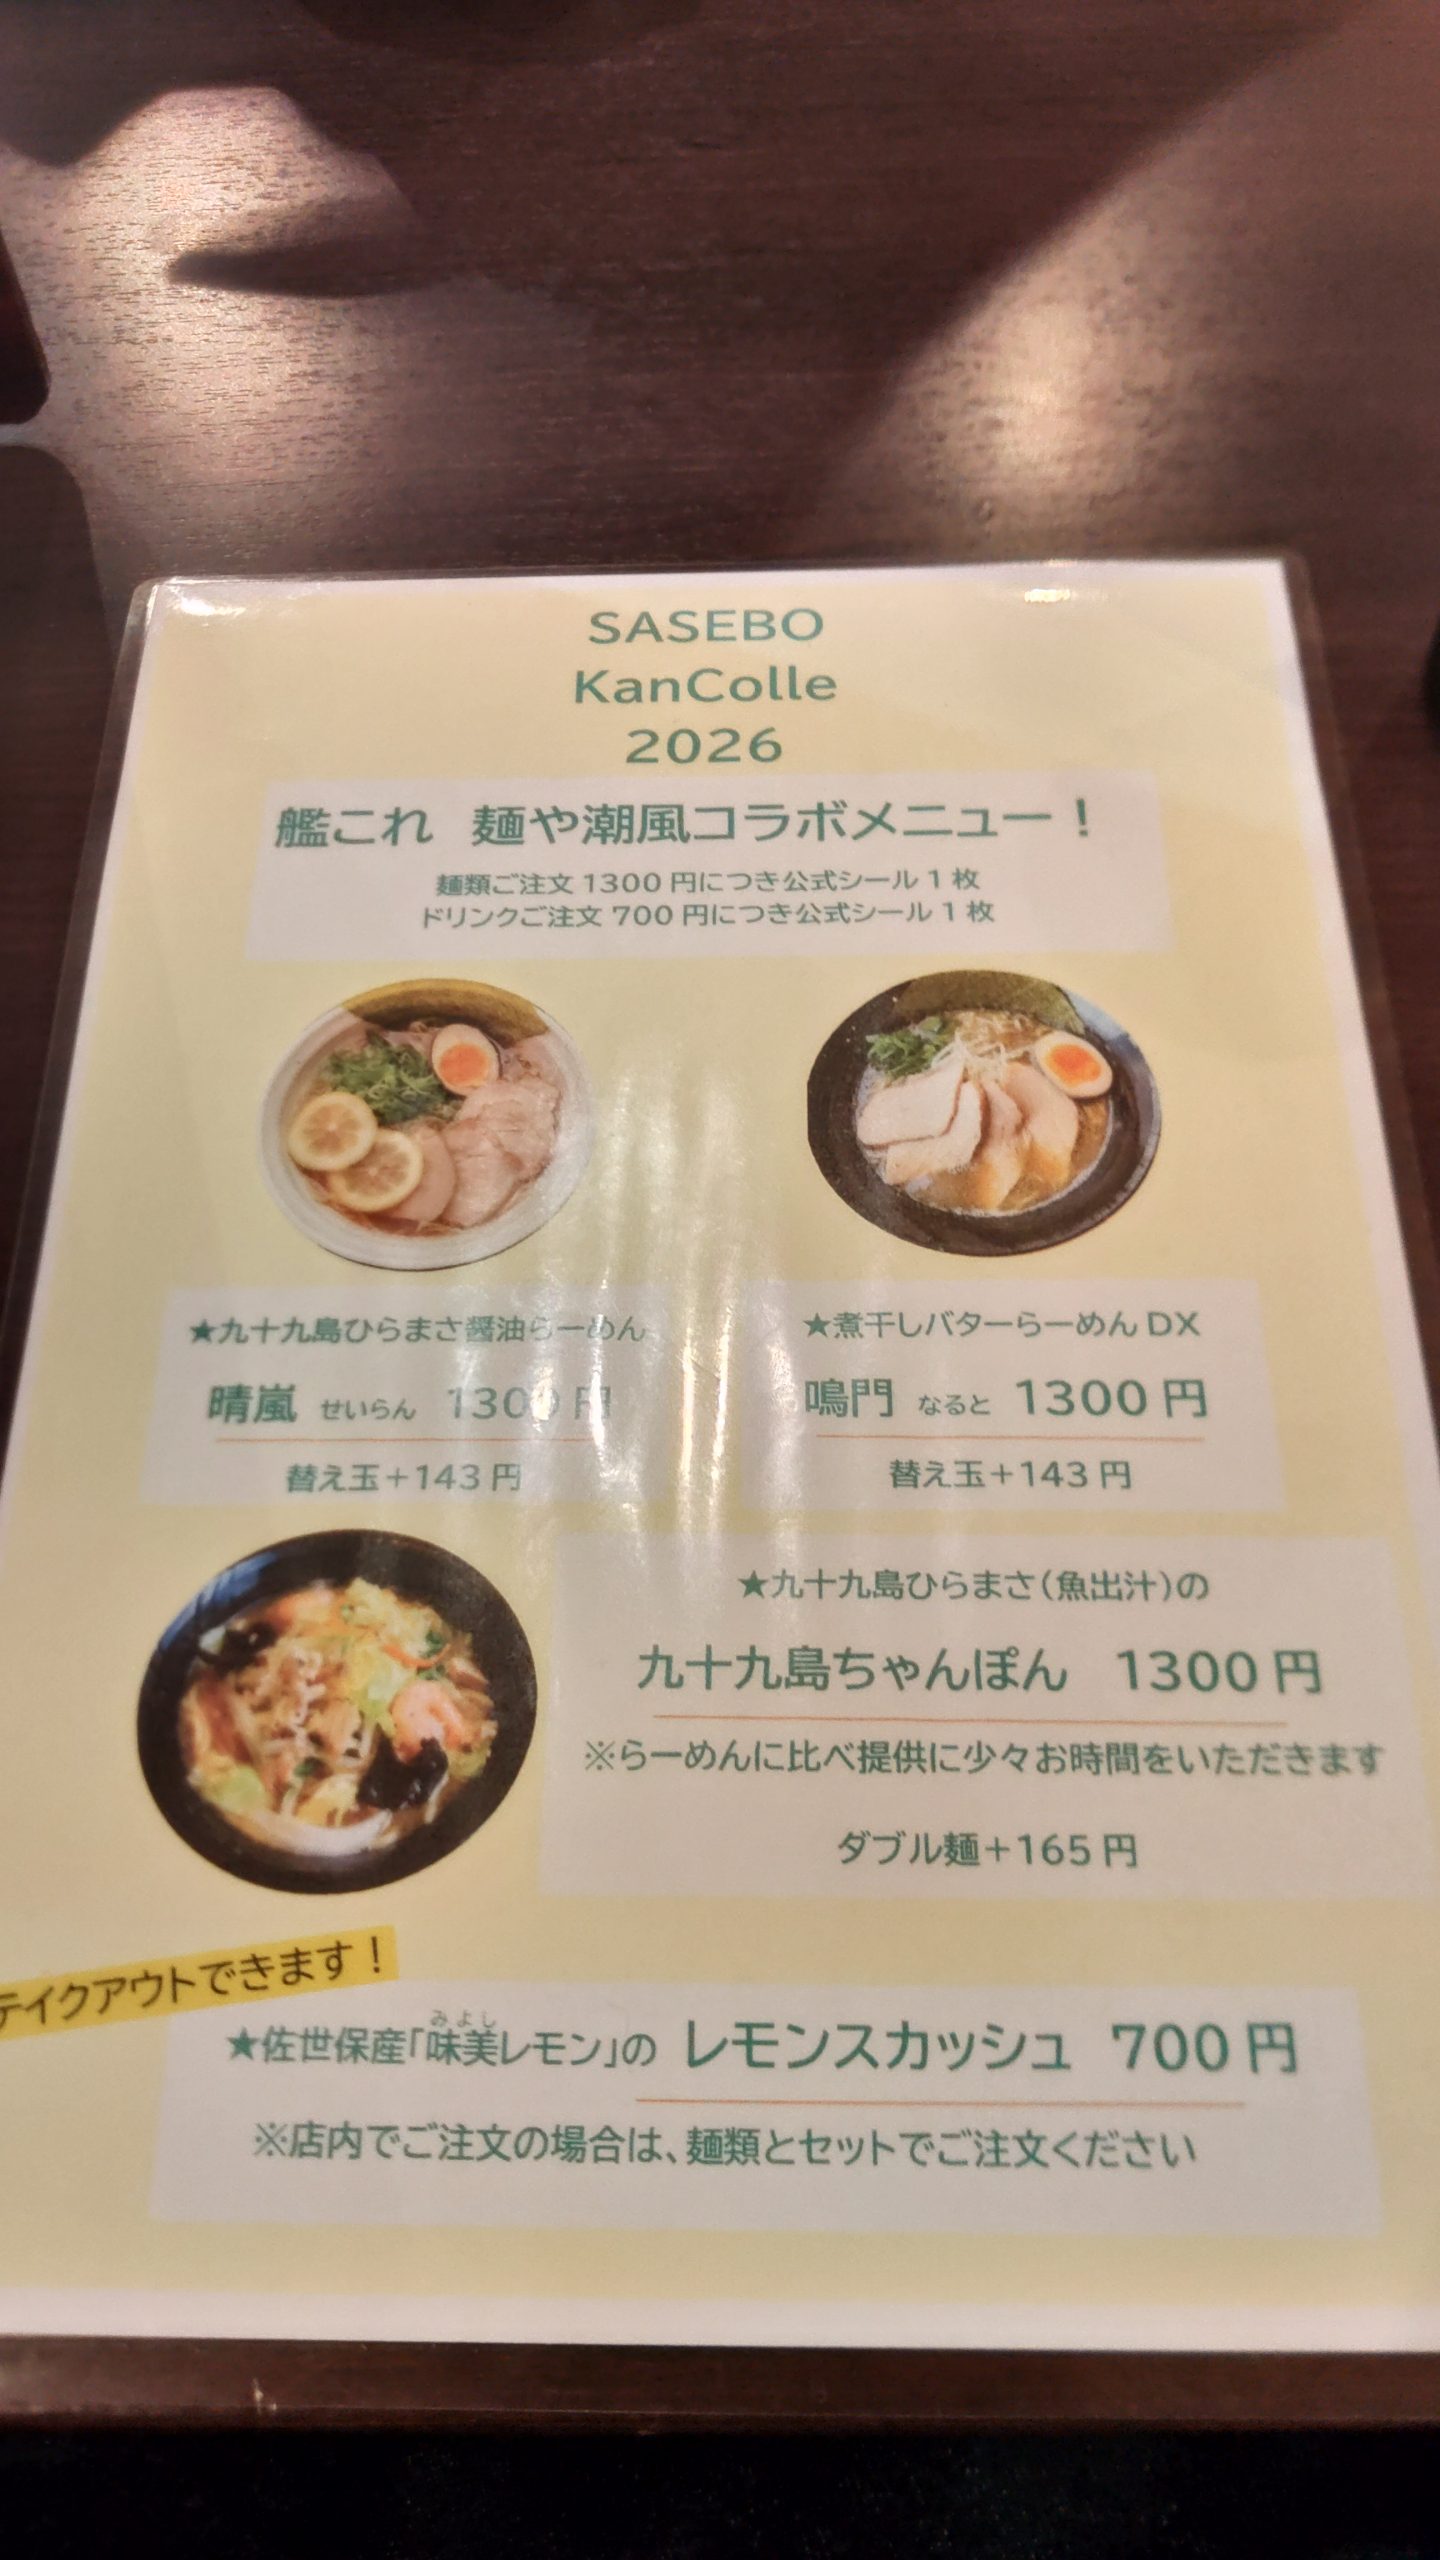 SASEBO
KanColle
2026
艦これ 麺や潮風コラボメニュー！
麺類ご注文1300円につき公式シール1枚
ドリンクご注文700円につき公式シール1枚
★九十九島ひらまさ醤油らーめん
晴嵐 せいらん 1300円
替え玉＋143円
★煮干しバターらーめんDX
鳴門 なると 1300円
替え玉＋143円
★九十九島ひらまさ（魚出汁）の
九十九島ちゃんぽん 1300円
※らーめんに比べ提供に少々お時間をいただきます
ダブル麺＋165円
テイクアウトできます！
みよし
★佐世保産「味美レモン」の レモンスカッシュ 700円
※店内でご注文の場合は、麺類とセットでご注文ください